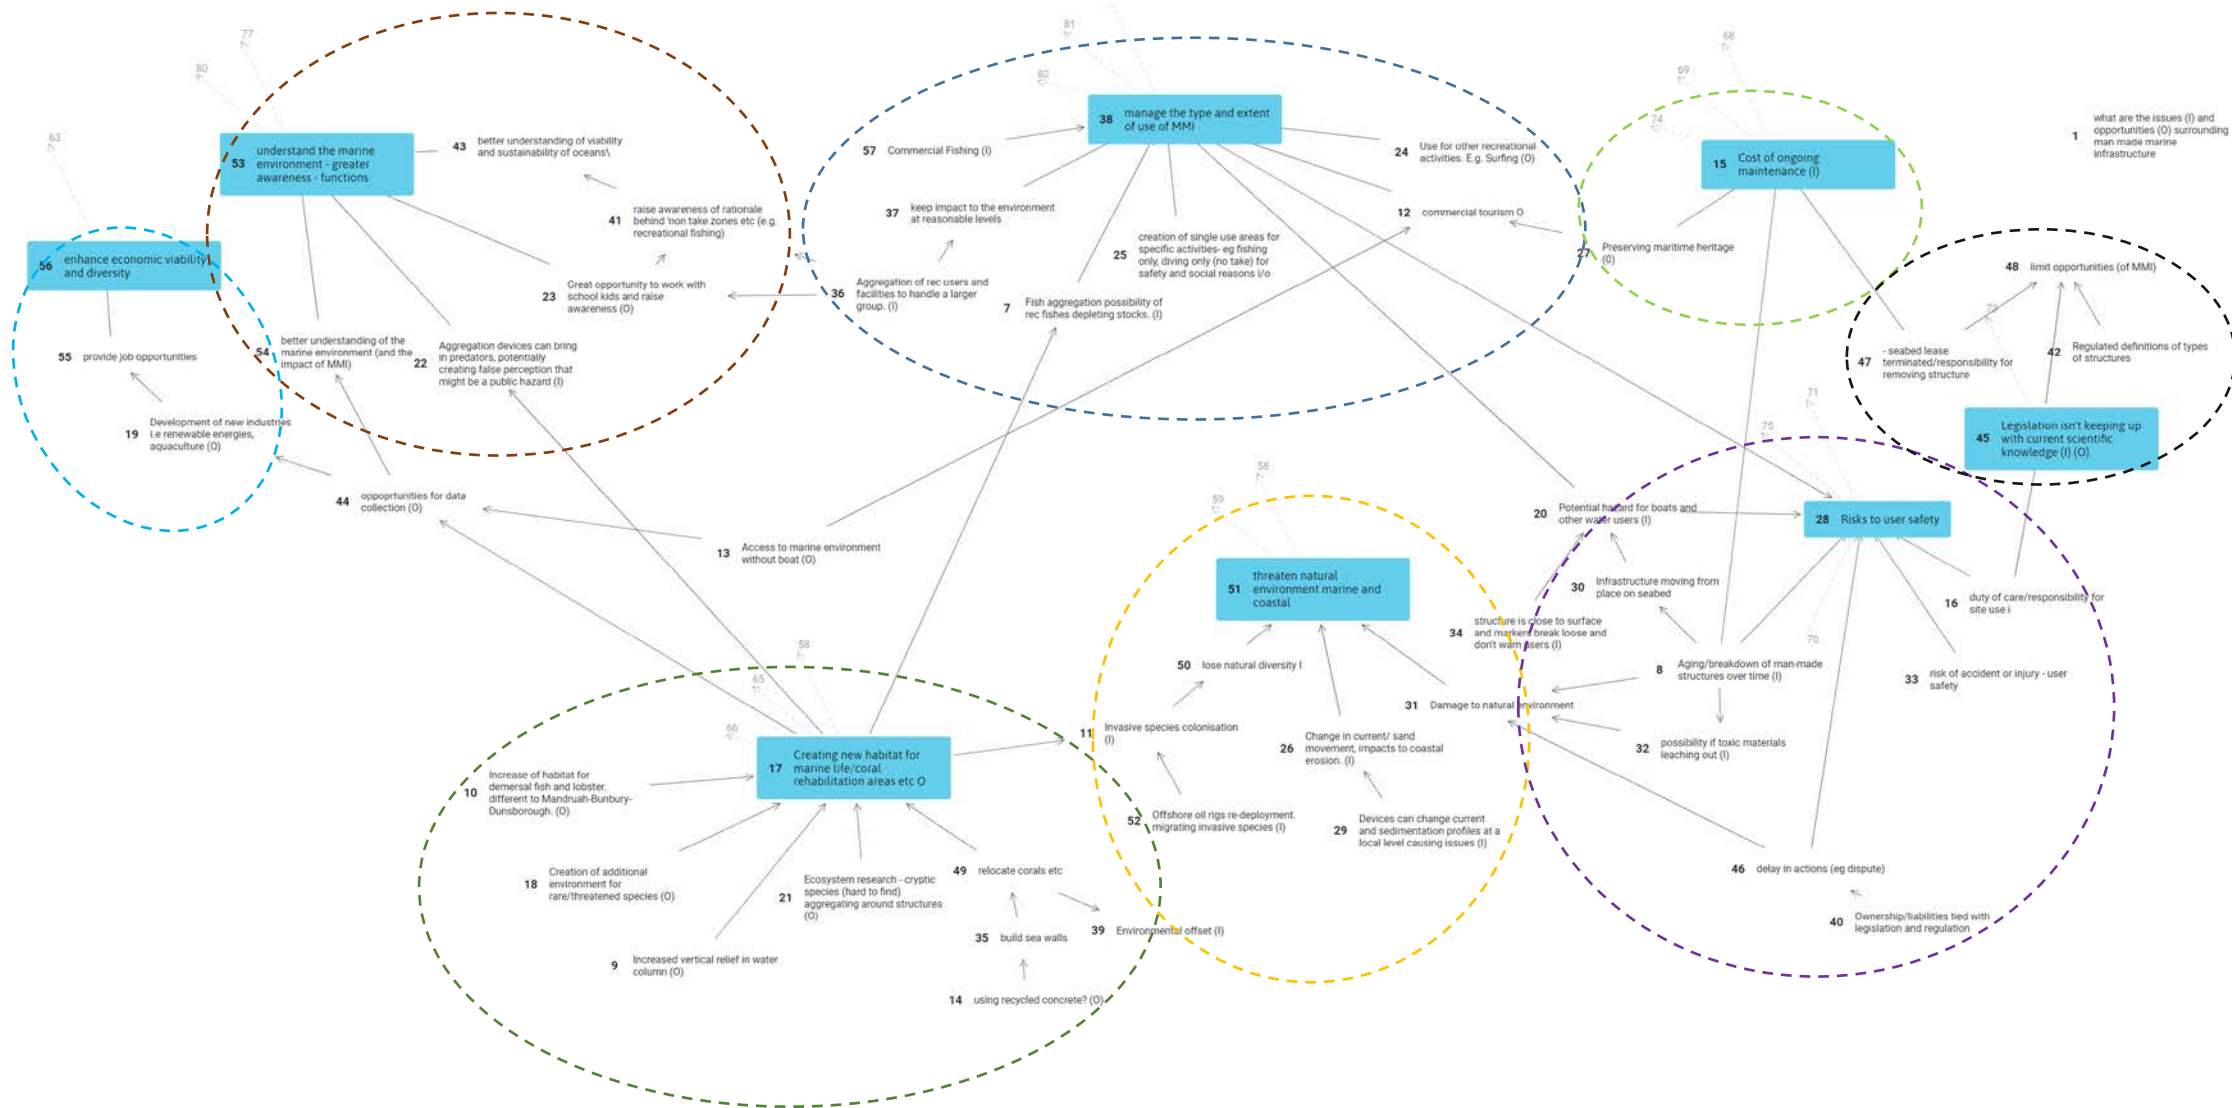 77
80
63
53 understand the marine
environment - greater
awareness - functions
43 better understanding of viability
and sustainability of oceans\
41 raise awareness of rationale
behind 'non take zones etc (e.g.
recreational fishing)
23 Great opportunity to work with
school kids and raise
awareness (O)
56 enhance economic viability
and diversity
55 provide job opportunities
54 better understanding of the
marine environment (and the
impact of MMI)
22 Aggregation devices can bring
in predators, potentially
creating false perception that
might be a public hazard (I)
19 Development of new industries
i.e renewable energies,
aquaculture (O)
44 oppoprtunities for data
collection (O)
13 Access to marine environment
without boat (O)
81
82
38 manage the type and extent
of use of MMI
57 Commercial Fishing (I)
24 Use for other recreational
activities. E.g. Surfing (O)
37 keep impact to the environment
at reasonable levels
12 commercial tourism O
25 creation of single use areas for
specific activities- eg fishing
only, diving only (no take) for
safety and social reasons i/o
36 Aggregation of rec users and
facilities to handle a larger
group. (I)
7 Fish aggregation possibility of
rec fishes depleting stocks. (I)
68
69
74
15 Cost of ongoing
maintenance (I)
27 Preserving maritime heritage
(O)
1 what are the issues (I) and
opportunities (O) surrounding
man made marine
infrastructure
48 limit opportunities (of MMI)
73
47 - seabed lease
terminated/responsibility for
removing structure
42 Regulated definitions of types
of structures
45 Legislation isn't keeping up
with current scientific
knowledge (I) (O)
71
75
20 Potential hazard for boats and
other water users (I)
28 Risks to user safety
30 Infrastructure moving from
place on seabed
16 duty of care/responsibility for
site use i
34 structure is close to surface
and markers break loose and
don't warn users (I)
70
8 Aging/breakdown of man-made
structures over time (I)
33 risk of accident or injury - user
safety
32 possibility if toxic materials
leaching out (I)
46 delay in actions (eg dispute)
40 Ownership/liabilities tied with
legislation and regulation
58
59
51 threaten natural
environment marine and
coastal
50 lose natural diversity I
31 Damage to natural environment
11 Invasive species colonisation
(I)
26 Change in current/ sand
movement, impacts to coastal
erosion. (I)
52 Offshore oil rigs re-deployment.
migrating invasive species (I)
29 Devices can change current
and sedimentation profiles at a
local level causing issues (I)
58
65
66
17 Creating new habitat for
marine life/coral
rehabilitation areas etc O
10 Increase of habitat for
demersal fish and lobster.
different to Mandruah-Bunbury-
Dunsborough. (O)
18 Creation of additional
environment for
rare/threatened species (O)
21 Ecosystem research - cryptic
species (hard to find)
aggregating around structures
(O)
49 relocate corals etc
35 build sea walls
39 Environmental offset (I)
9 Increased vertical relief in water
column (O)
14 using recycled concrete? (O)